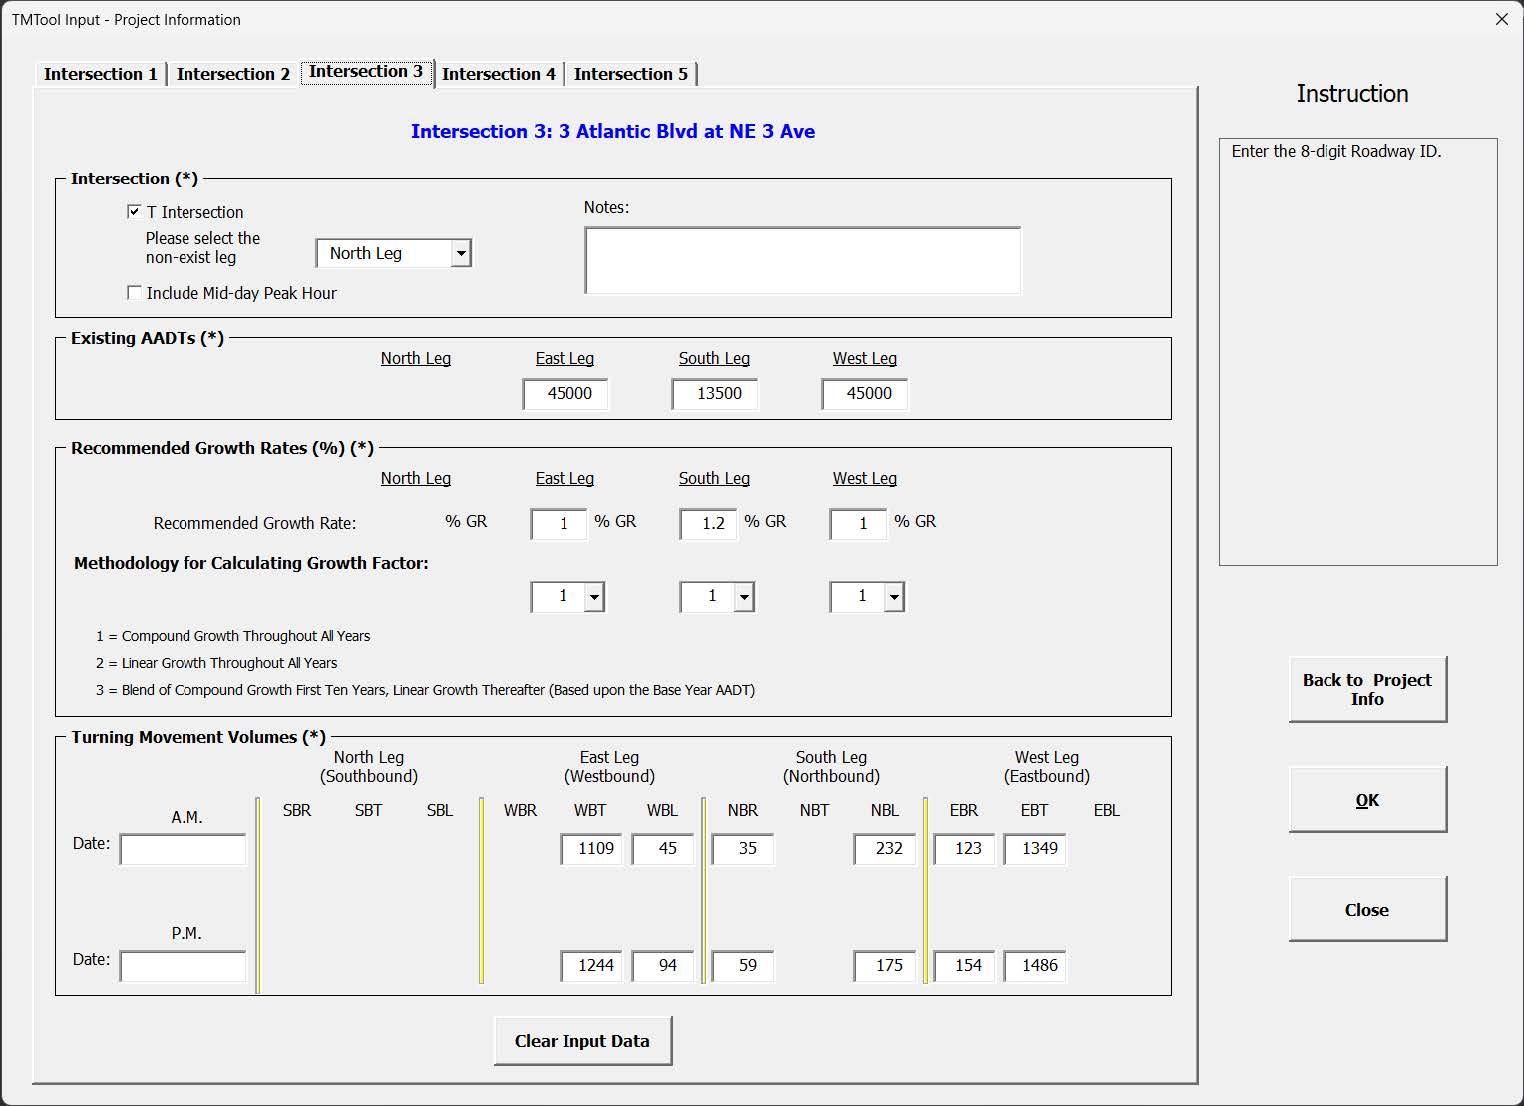 TMTool Input - Project Information
Intersection 1 Intersection 2 Intersection 3 Intersection 4 Intersection 5
Instruction
Intersection 3: 3 Atlantic Blvd at NE 3 Ave
Enter the 8-digit Roadway ID.
Intersection (*)
T Intersection
Notes:
Please select the
non-exist leg
North Leg
Include Mid-day Peak Hour
Existing AADTs (*)
North Leg East Leg South Leg West Leg
45000 13500 45000
Recommended Growth Rates (%) (*)
North Leg East Leg South Leg West Leg
Recommended Growth Rate: % GR 1 % GR 1.2 % GR 1 % GR
Methodology for Calculating Growth Factor:
1 1 1
1 = Compound Growth Throughout All Years
2 = Linear Growth Throughout All Years
3 = Blend of Compound Growth First Ten Years, Linear Growth Thereafter (Based upon the Base Year AADT)
Back to Project
Info
Turning Movement Volumes (*)
North Leg East Leg South Leg West Leg
(Southbound) (Westbound) (Northbound) (Eastbound)
A.M. SBR SBT SBL WBR WBT WBL NBR NBT NBL EBR EBT EBL
Date: 1109 45 35 232 123 1349
P.M.
Date: 1244 94 59 175 154 1486
OK
Close
Clear Input Data